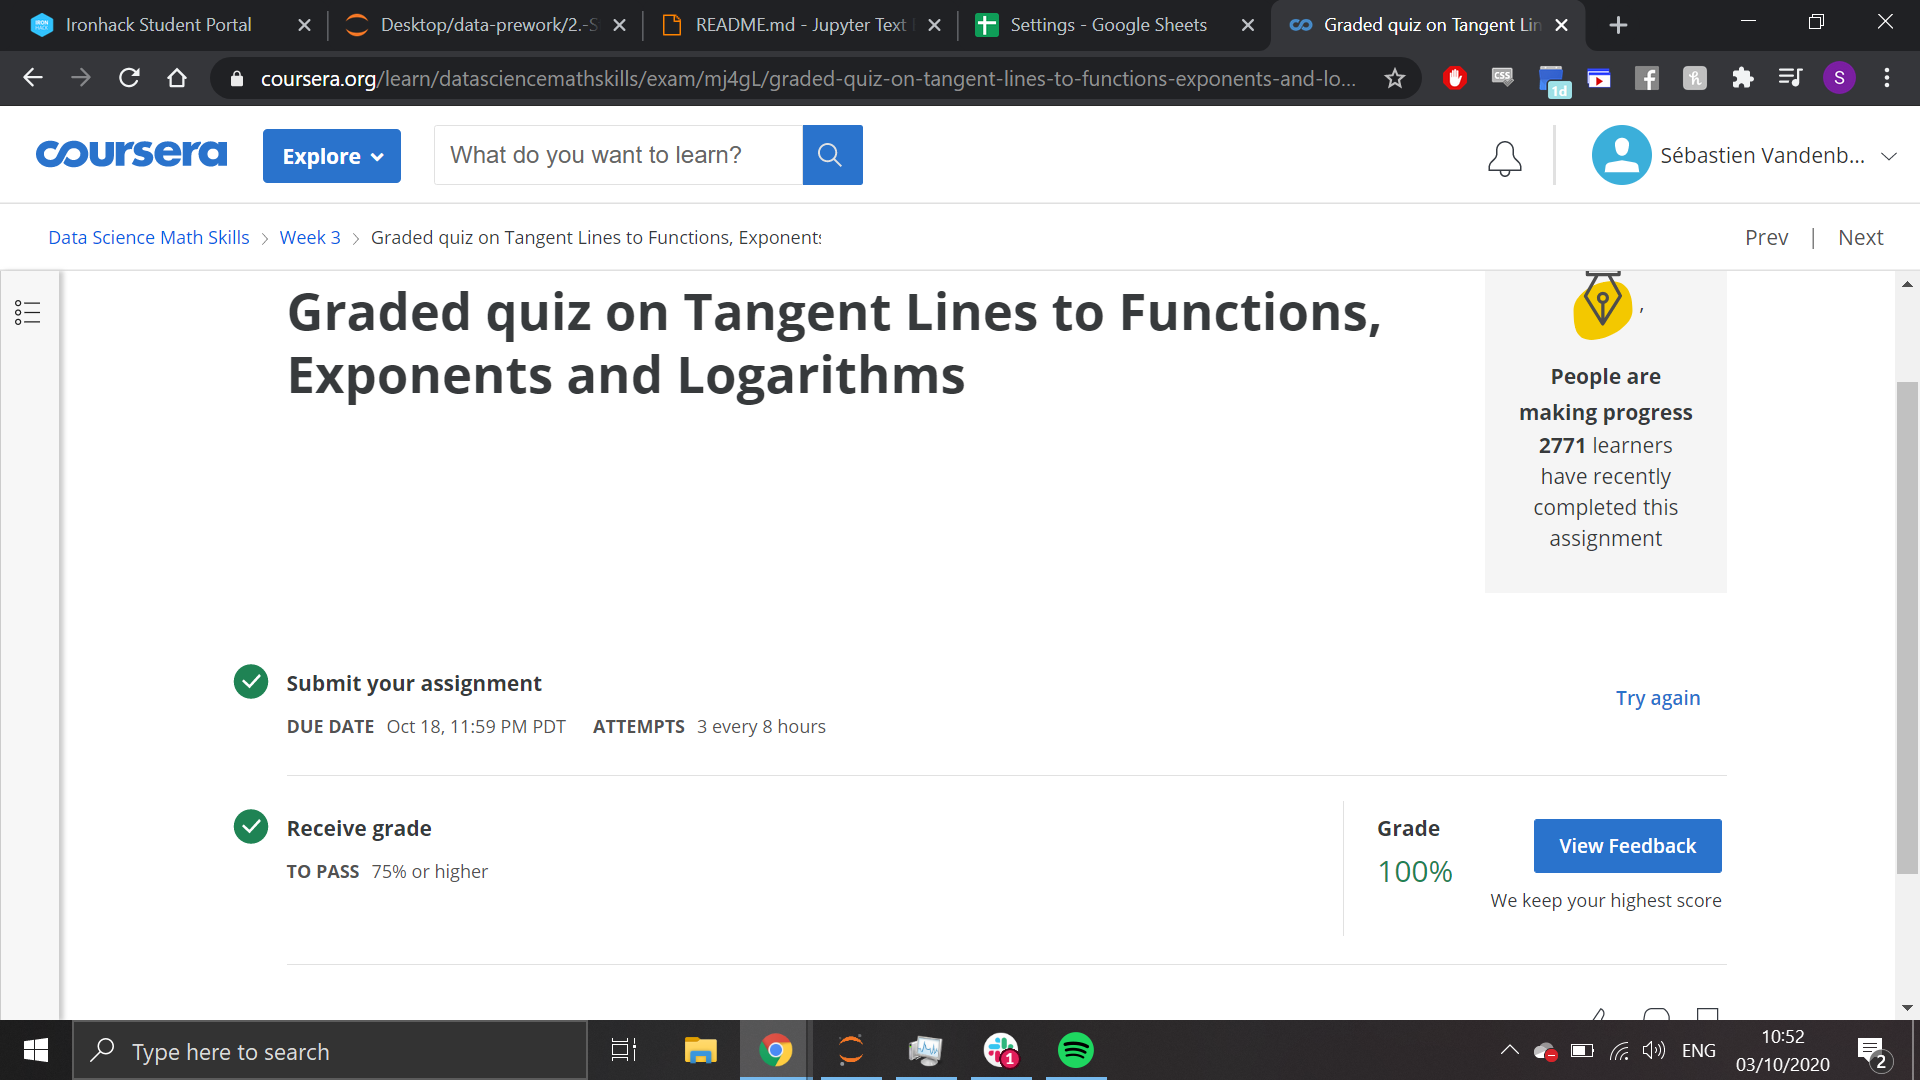 Ironhack Student Portal
Desktop/data-prework/2.-S
README.md - Jupyter Text
Settings - Google Sheets
Graded quiz on Tangent Lin
coursera.org/learn/datasciencemathskills/exam/mj4gL/graded-quiz-on-tangent-lines-to-functions-exponents-and-lo...
CSS
1d
S
coursera
Explore
What do you want to learn?
Sébastien Vandenb...
Data Science Math Skills
Week 3
Graded quiz on Tangent Lines to Functions, Exponents
Prev | Next
Graded quiz on Tangent Lines to Functions,
Exponents and Logarithms
People are
making progress
2771 learners
have recently
completed this
assignment
Submit your assignment
DUE DATE Oct 18, 11:59 PM PDT ATTEMPTS 3 every 8 hours
Try again
Receive grade
TO PASS 75% or higher
Grade
100%
View Feedback
We keep your highest score
Type here to search
1
ENG
10:52
03/10/2020
2